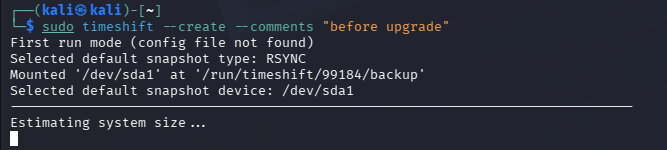 ┌──(kali㉿kali)-[~]
└─$ sudo timeshift --create --comments "before upgrade"
First run mode (config file not found)
Selected default snapshot type: RSYNC
Mounted '/dev/sda1' at '/run/timeshift/99184/backup'
Selected default snapshot device: /dev/sda1
------------------------------------------------------------------------------
Estimating system size...